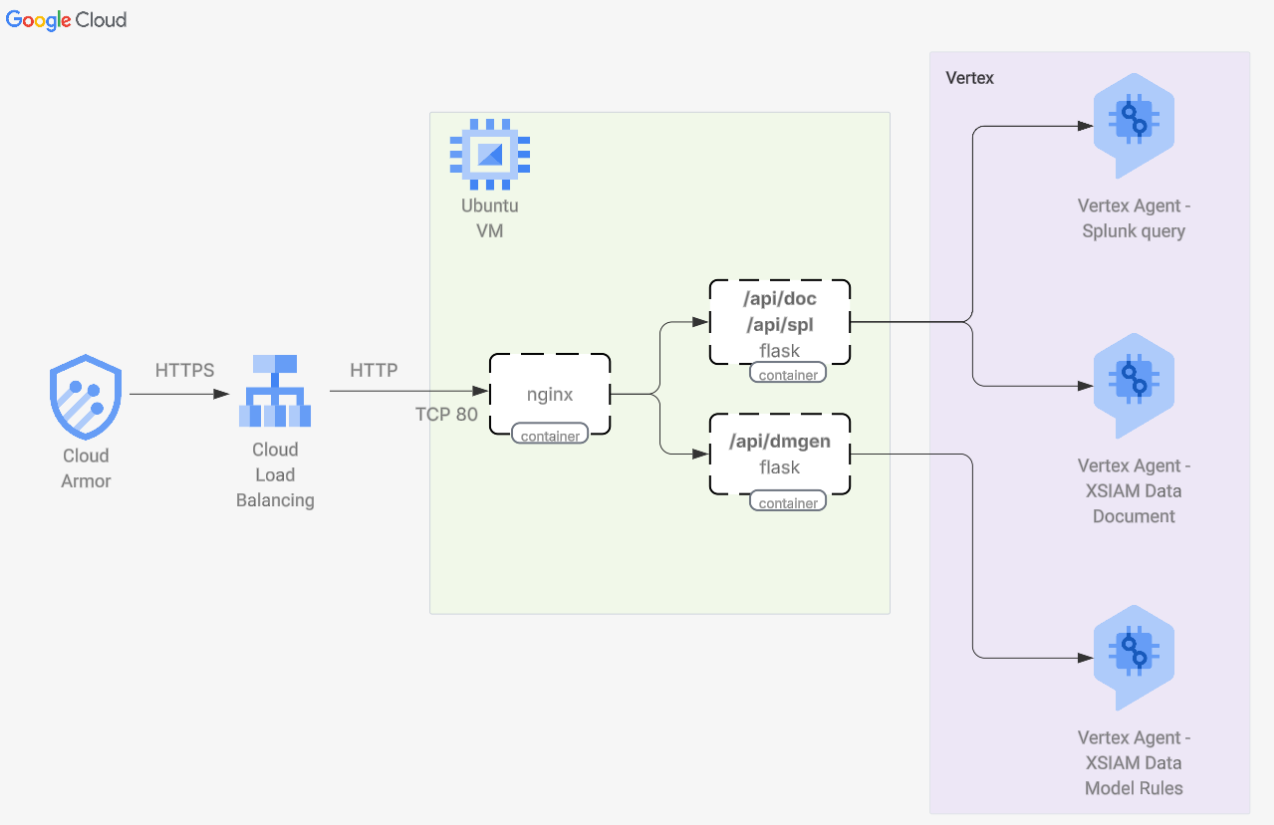 Google Cloud
Vertex
Ubuntu
VM
Vertex Agent -
Splunk query
/api/doc
/api/spl
flask
container
HTTPS
HTTP
TCP 80
nginx
container
Cloud
Armor
Cloud
Load
Balancing
/api/dmgen
flask
container
Vertex Agent -
XSIAM Data
Document
Vertex Agent -
XSIAM Data
Model Rules